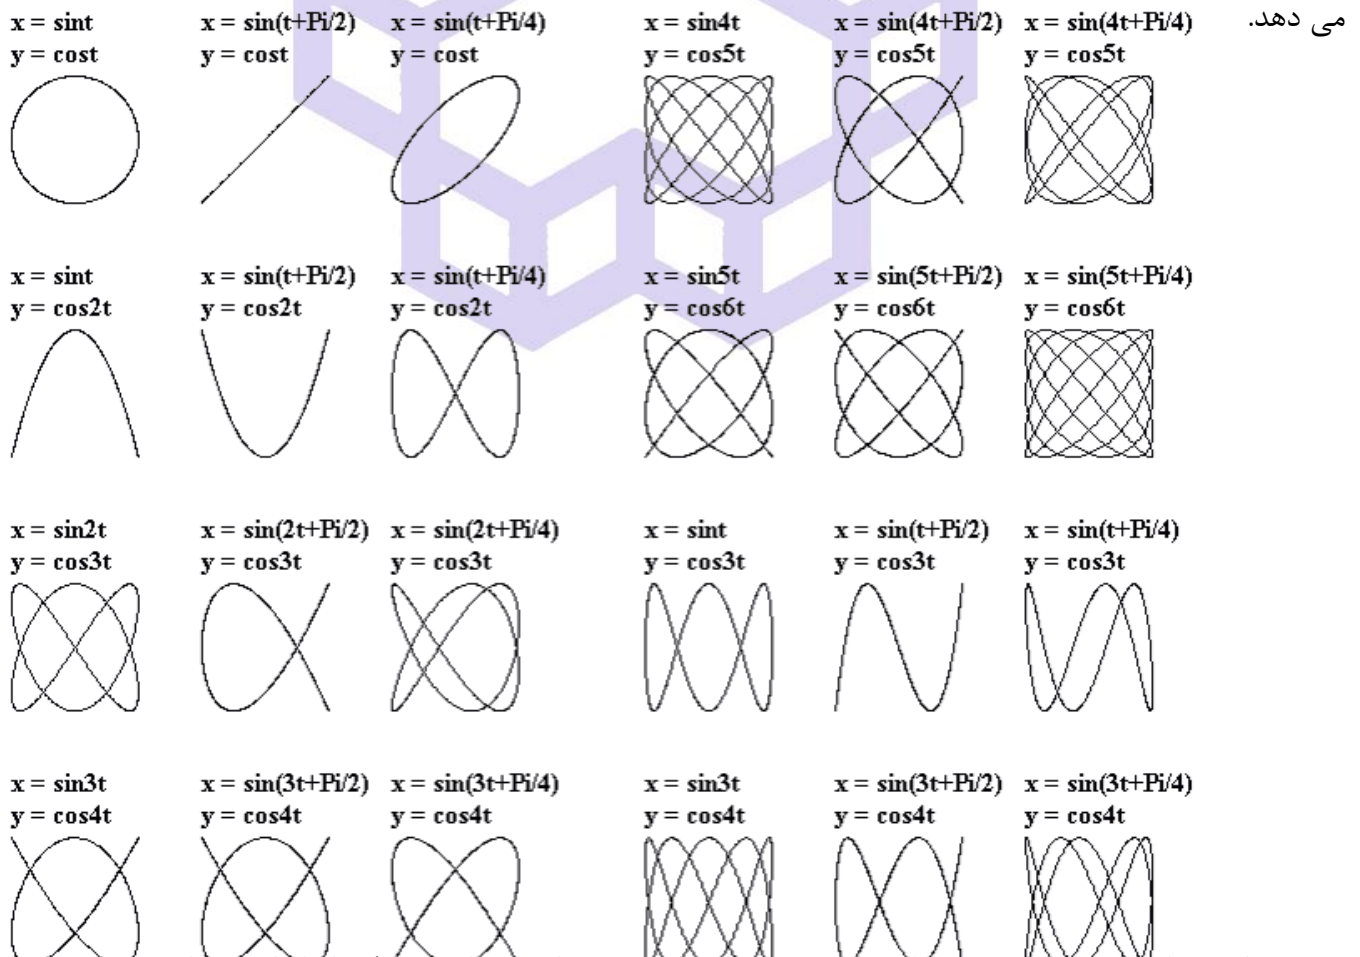 می دهد.
x = sint x = sin(t+Pi/2) x = sin(t+Pi/4) x = sin4t x = sin(4t+Pi/2) x = sin(4t+Pi/4)
y = cost y = cost y = cost y = cos5t y = cos5t y = cos5t
x = sint x = sin(t+Pi/2) x = sin(t+Pi/4) x = sin5t x = sin(5t+Pi/2) x = sin(5t+Pi/4)
y = cos2t y = cos2t y = cos2t y = cos6t y = cos6t y = cos6t
x = sin2t x = sin(2t+Pi/2) x = sin(2t+Pi/4) x = sint x = sin(t+Pi/2) x = sin(t+Pi/4)
y = cos3t y = cos3t y = cos3t y = cos3t y = cos3t y = cos3t
x = sin3t x = sin(3t+Pi/2) x = sin(3t+Pi/4) x = sin3t x = sin(3t+Pi/2) x = sin(3t+Pi/4)
y = cos4t y = cos4t y = cos4t y = cos4t y = cos4t y = cos4t